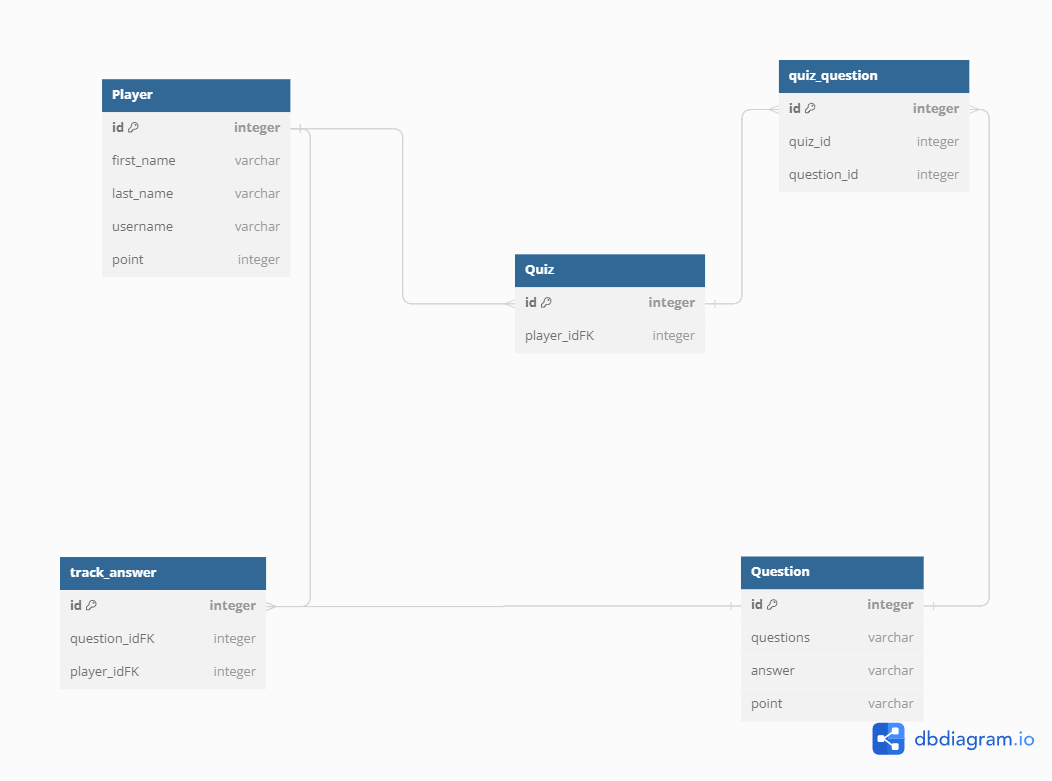 Player
id integer
first_name varchar
last_name varchar
username varchar
point integer
quiz_question
id integer
quiz_id integer
question_id integer
Quiz
id integer
player_idFK integer
track_answer
id integer
question_idFK integer
player_idFK integer
Question
id integer
questions varchar
answer varchar
point varchar
dbdiagram.io